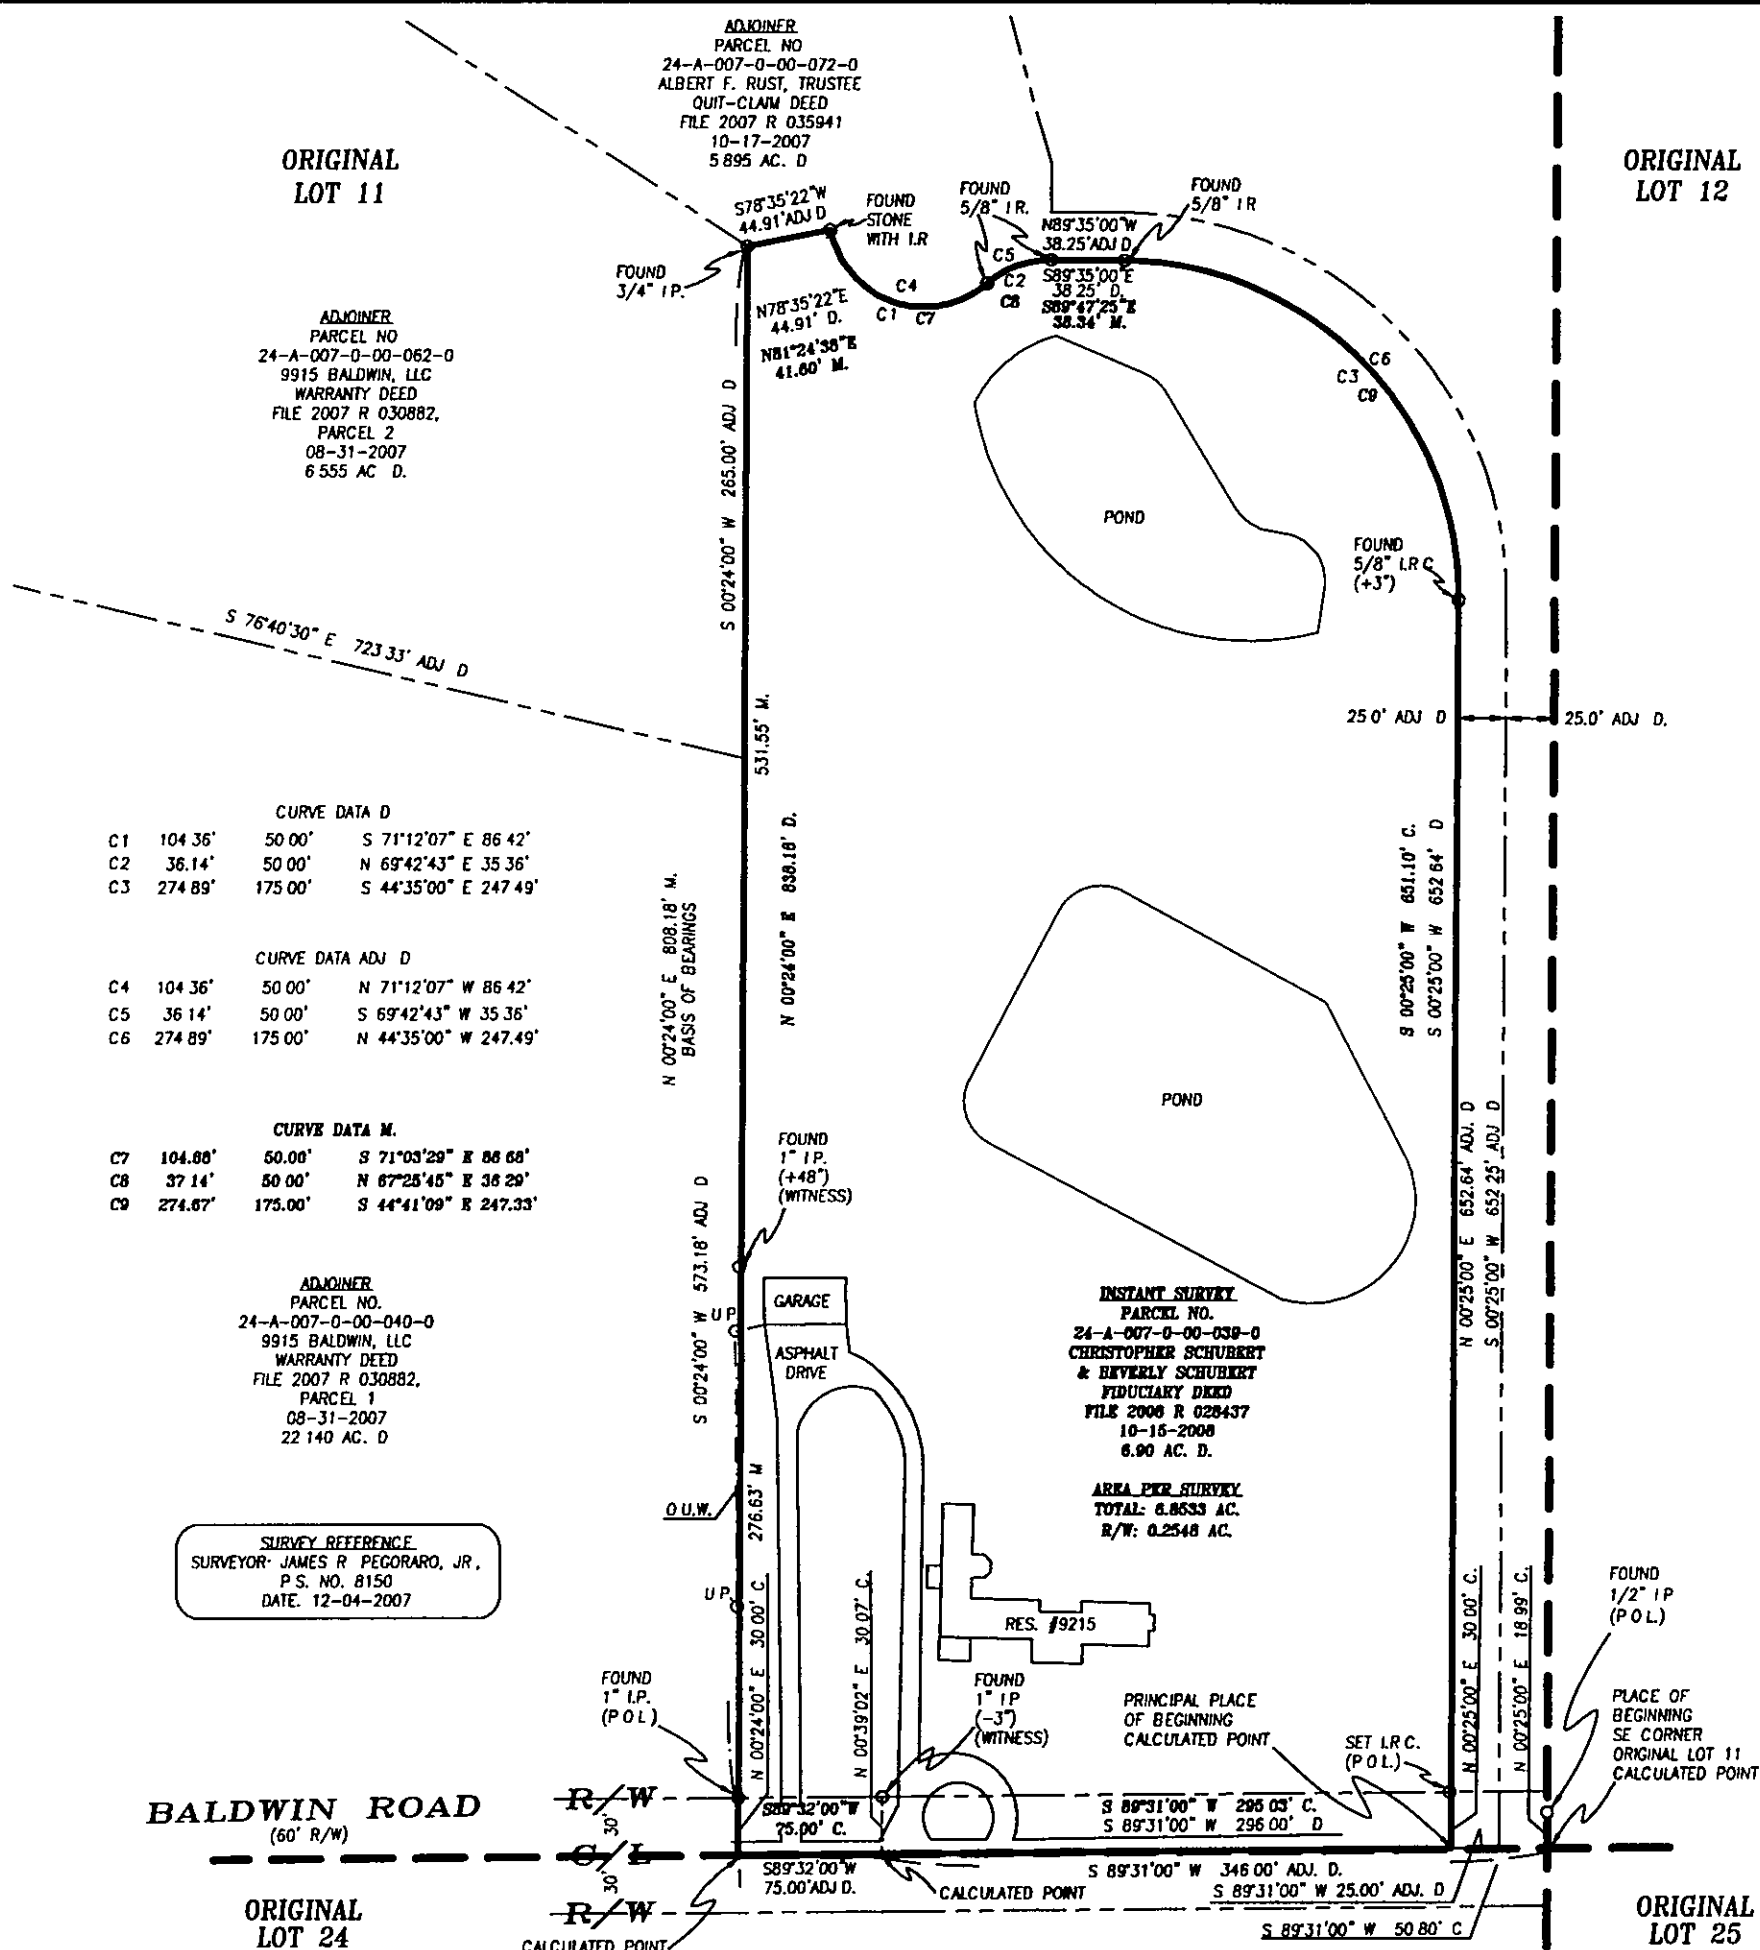 ADJOINER
PARCEL NO
24-A-007-0-00-072-0
ALBERT F. RUST, TRUSTEE
QUIT-CLAIM DEED
FILE 2007 R 035941
10-17-2007
5 895 AC. D
ORIGINAL
LOT 11
ORIGINAL
LOT 12
S78°35'22"W
44.91' ADJ D
FOUND
STONE
WITH I.R
FOUND
5/8" I R.
FOUND
5/8" I R
N89°35'00"W
38.25' ADJ D
S89°35'00"E
38 25' D.
S89°47'25"E
38.34' M.
FOUND
3/4" I P.
C5
C2
C8
C4
C1
C7
N78°35'22"E
44.91' D.
N81°24'38"E
41.60' M.
C6
C3
C9
ADJOINER
PARCEL NO
24-A-007-0-00-062-0
9915 BALDWIN, LLC
WARRANTY DEED
FILE 2007 R 030882,
PARCEL 2
08-31-2007
6 555 AC D.
S 00°24'00" W 265.00' ADJ D
POND
FOUND
5/8" I.R C
(+3")
S 76°40'30" E 723 33' ADJ D
531.55' M.
25 0' ADJ D
25.0' ADJ D.
CURVE DATA D
C1 104 36' 50 00' S 71°12'07" E 86 42'
C2 36.14' 50 00' N 69°42'43" E 35 36'
C3 274 89' 175 00' S 44°35'00" E 247 49'
CURVE DATA ADJ D
C4 104 36' 50 00' N 71°12'07" W 86 42'
C5 36 14' 50 00' S 69°42'43" W 35 36'
C6 274 89' 175 00' N 44°35'00" W 247.49'
CURVE DATA M.
C7 104.68' 50.00' S 71°03'29" E 86 68'
C8 37 14' 50 00' N 67°25'45" E 36 29'
C9 274.67' 175.00' S 44°41'09" E 247.33'
N 00°24'00" E 808.18' M.
BASIS OF BEARINGS
N 00°24'00" E 838.18' D.
S 00°25'00" W 651.10' C.
S 00°25'00" W 652 64' D
POND
N 00°25'00" E 652.64' ADJ. D
S 00°25'00" W 652 25' ADJ D
FOUND
1" I P.
(+48")
(WITNESS)
S 00°24'00" W 573.18' ADJ D
ADJOINER
PARCEL NO.
24-A-007-0-00-040-0
9915 BALDWIN, LLC
WARRANTY DEED
FILE 2007 R 030882,
PARCEL 1
08-31-2007
22 140 AC. D
U P
GARAGE
ASPHALT
DRIVE
INSTANT SURVEY
PARCEL NO.
24-A-007-0-00-039-0
CHRISTOPHER SCHUBERT
& BEVERLY SCHUBERT
FIDUCIARY DEED
FILE 2008 R 028437
10-15-2008
6.90 AC. D.
AREA PER SURVEY
TOTAL: 6.8533 AC.
R/W: 0.2548 AC.
O U.W.
276.63' M
SURVEY REFERENCE
SURVEYOR· JAMES R PEGORARO, JR,
P S. NO. 8150
DATE. 12-04-2007
U P.
RES. #9215
N 00°24'00" E 30 00' C
N 00°39'02" E 30.07' C.
N 00°25'00" E 30 00' C.
N 00°25'00" E 18 99' C.
FOUND
1/2" I P
(P O L.)
FOUND
1" I.P.
(P O L)
FOUND
1" I P
(-3")
(WITNESS)
PRINCIPAL PLACE
OF BEGINNING
CALCULATED POINT
SET I.R C.
(P O L.)
PLACE OF
BEGINNING
SE CORNER
ORIGINAL LOT 11
CALCULATED POINT
BALDWIN ROAD
(60' R/W)
R/W
30'
S89°32'00"W
75.00' C.
S 89°31'00" W 296 03' C.
S 89°31'00" W 296 00' D
C/L
30'
S89°32'00"W
75.00' ADJ D.
CALCULATED POINT
S 89°31'00" W 346 00' ADJ. D.
S 89°31'00" W 25.00' ADJ. D
S 89°31'00" W 50 80' C
R/W
ORIGINAL
LOT 24
CALCULATED POINT
ORIGINAL
LOT 25